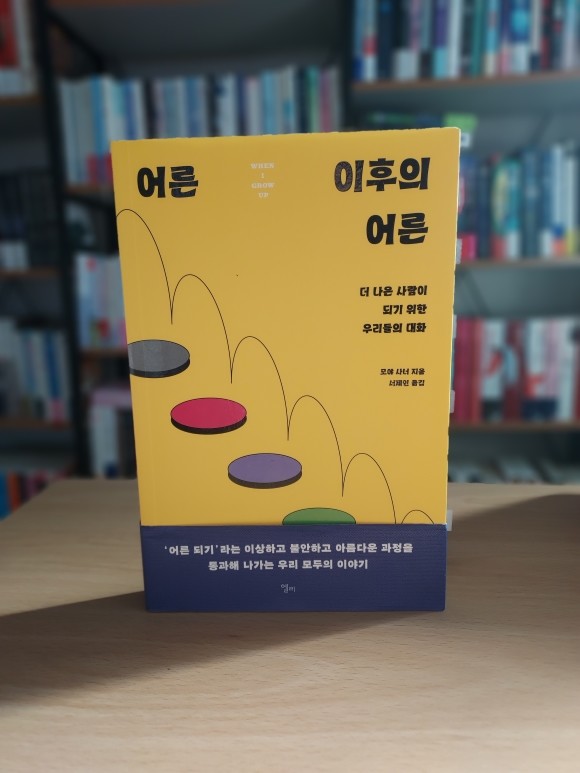 어른
WHEN
I
GROW
UP
이후의
어른
더 나은 사람이
되기 위한
우리들의 대화
모야 사너 지음
서제인 옮김
'어른 되기'라는 이상하고 불안하고 아름다운 과정을
통과해 나가는 우리 모두의 이야기
엘리